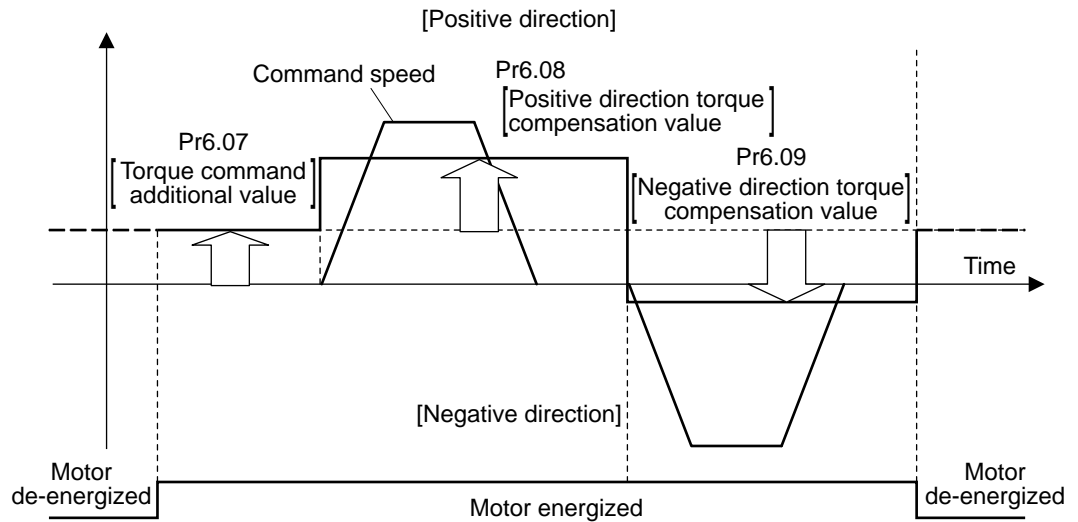 [Positive direction]
Command speed
Pr6.08
[Positive direction torque
compensation value]
Pr6.07
[Torque command
additional value]
Pr6.09
[Negative direction torque
compensation value]
Time
[Negative direction]
Motor
de-energized
Motor energized
Motor
de-energized